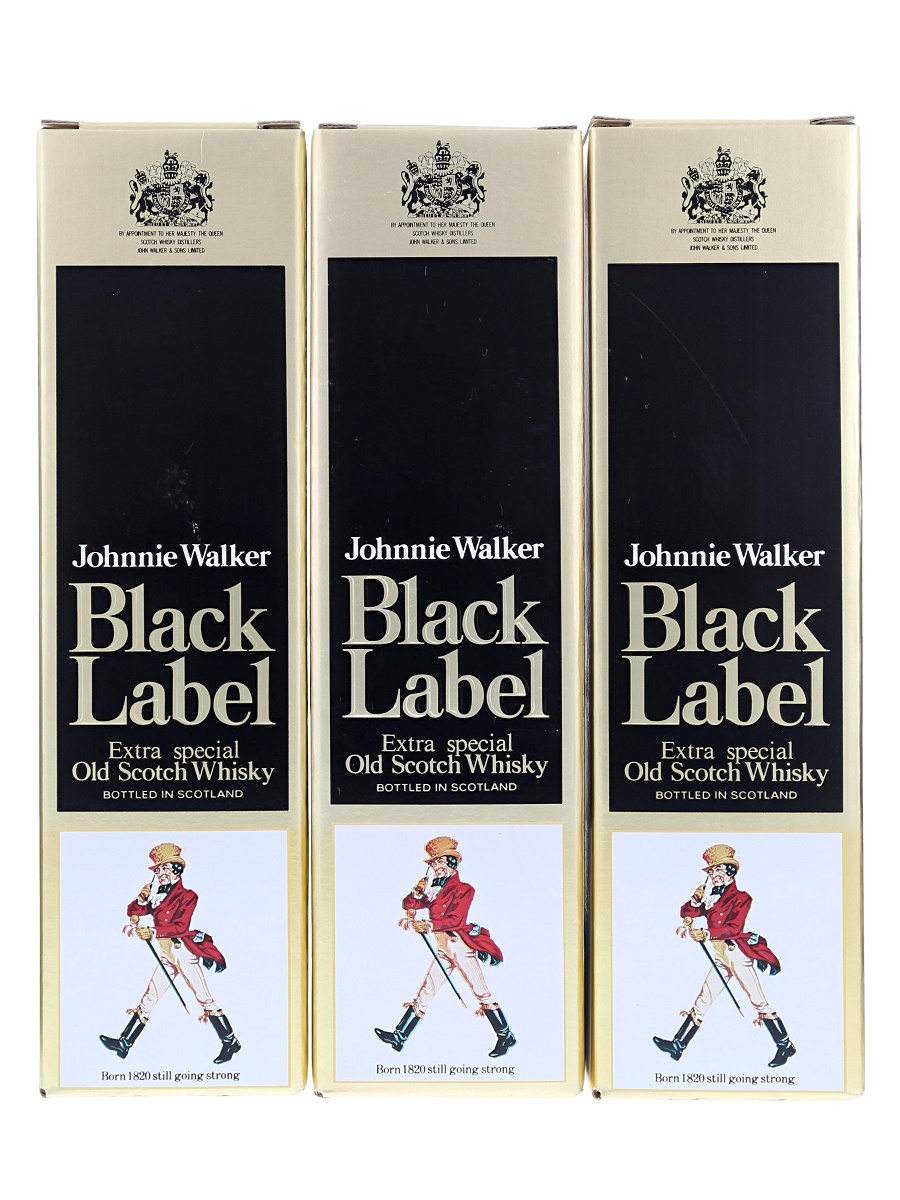 BY APPOINTMENT TO HER MAJESTY THE QUEEN
SCOTCH WHISKY DISTILLERS
JOHN WALKER & SONS LIMITED
Johnnie Walker
Black
Label
Extra special
Old Scotch Whisky
BOTTLED IN SCOTLAND
Born 1820 still going strong
BY APPOINTMENT TO HER MAJESTY THE QUEEN
SCOTCH WHISKY DISTILLERS
JOHN WALKER & SONS LIMITED
Johnnie Walker
Black
Label
Extra special
Old Scotch Whisky
BOTTLED IN SCOTLAND
Born 1820 still going strong
BY APPOINTMENT TO HER MAJESTY THE QUEEN
SCOTCH WHISKY DISTILLERS
JOHN WALKER & SONS LIMITED
Johnnie Walker
Black
Label
Extra special
Old Scotch Whisky
BOTTLED IN SCOTLAND
Born 1820 still going strong